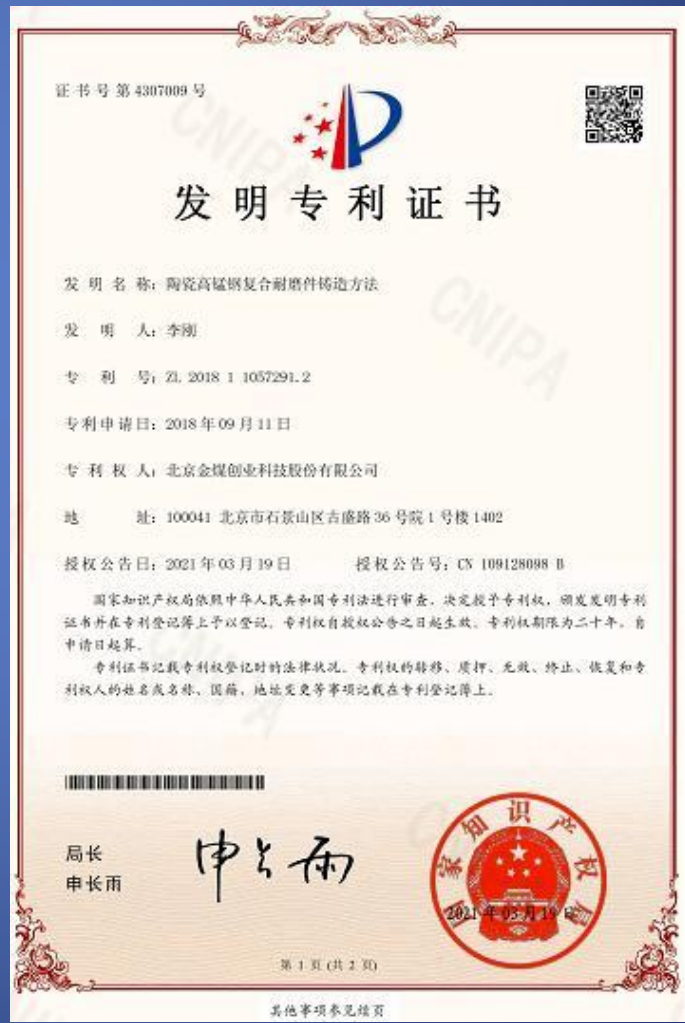 证书号第4307009号
发明专利证书
发明名称：陶瓷高锰钢复合耐磨件铸造方法
发明人：李刚
专利号：ZL 2018 1 1057291.2
专利申请日：2018年09月11日
专利权人：北京金煤创业科技股份有限公司
地址：100041 北京市石景山区古盛路36号院1号楼1402
授权公告日：2021年03月19日 授权公告号：CN 109128098 B
国家知识产权局依照中华人民共和国专利法进行审查，决定授予专利权，颁发发明专利
证书并在专利登记簿上予以登记。专利权自授权公告之日起生效。专利权期限为二十年，自
申请日起算。
专利证书记载专利权登记时的法律状况。专利权的转移、质押、无效、终止、恢复和专
利权人的姓名或名称、国籍、地址变更等事项记载在专利登记簿上。
局长
申长雨
申长雨
国家知识产权局
2021年03月19日
第 1 页 (共 2 页)
其他事项参见续页
CNIPA
CNIPA
CNIPA